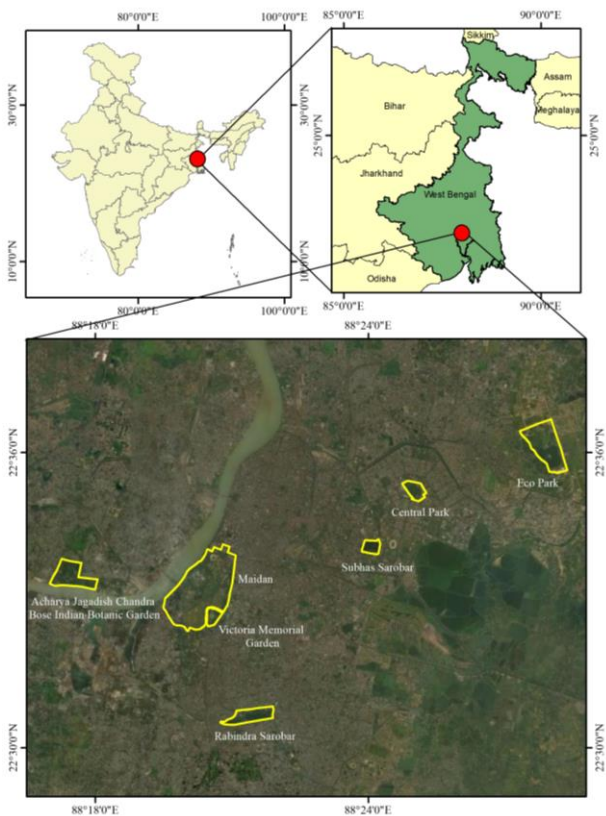 80°0'0"E
100°0'0"E
30°0'0"N
30°0'0"N
10°0'0"N
10°0'0"N
80°0'0"E
100°0'0"E
85°0'0"E
90°0'0"E
25°0'0"N
25°0'0"N
Sikkim
Assam
Meghalaya
Bihar
Jharkhand
West Bengal
Odisha
85°0'0"E
90°0'0"E
88°18'0"E
88°24'0"E
22°36'0"N
22°36'0"N
Eco Park
Central Park
Subhas Sarobar
Maidan
Acharya Jagadish Chandra
Bose Indian Botanic Garden
Victoria Memorial
Garden
Rabindra Sarobar
22°30'0"N
22°30'0"N
88°18'0"E
88°24'0"E